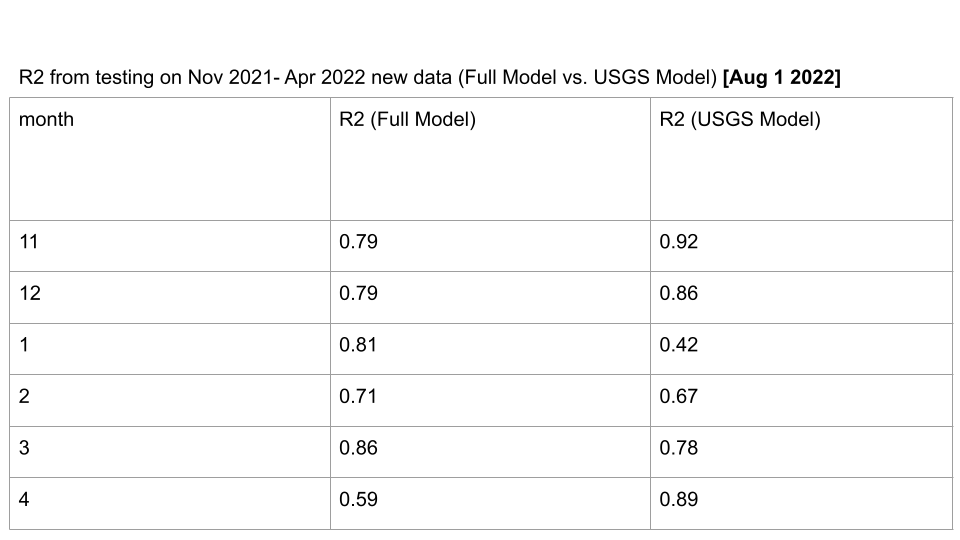 R2 from testing on Nov 2021- Apr 2022 new data (Full Model vs. USGS Model) [Aug 1 2022]
month R2 (Full Model) R2 (USGS Model)
11 0.79 0.92
12 0.79 0.86
1 0.81 0.42
2 0.71 0.67
3 0.86 0.78
4 0.59 0.89